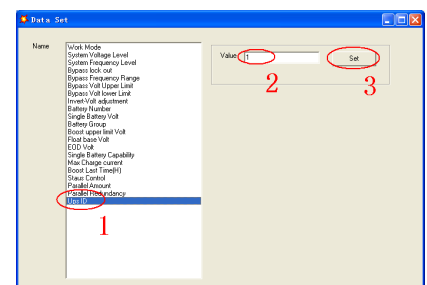 Data Set
Name
Work Mode
System Voltage Level
System Frequency Level
Bypass lock out
Bypass Frequency Range
Bypass Volt Upper Limit
Bypass Volt lower Limit
Invert-Volt adjustment
Battery Number
Single Battery Volt
Battery Group
Boost upper limit Volt
Float base Volt
EOD Volt
Single Battery Capability
Max Charge current
Boost Last Time(H)
Staus Control
Parallel Amount
Parallel Redundancy
Ups ID
Value 1 Set
1
2
3